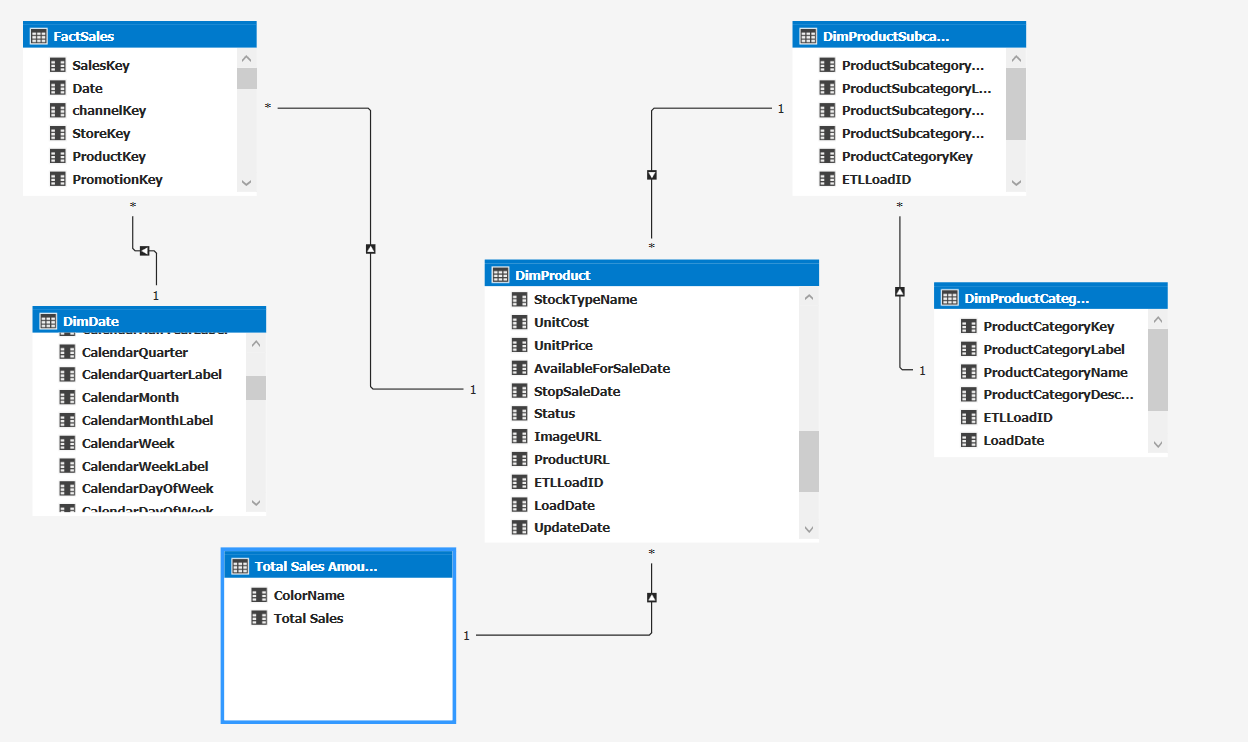 FactSales
SalesKey
Date
channelKey
StoreKey
ProductKey
PromotionKey
*
*
1
DimDate
CalendarQuarter
CalendarQuarterLabel
CalendarMonth
CalendarMonthLabel
CalendarWeek
CalendarWeekLabel
CalendarDayOfWeek
CalendarDayOfWeek
DimProductSubca...
ProductSubcategory...
ProductSubcategoryL...
ProductSubcategory...
ProductSubcategory...
ProductCategoryKey
ETLLoadID
1
*
*
1
DimProduct
StockTypeName
UnitCost
UnitPrice
AvailableForSaleDate
StopSaleDate
Status
ImageURL
ProductURL
ETLLoadID
LoadDate
UpdateDate
1
*
DimProductCateg...
ProductCategoryKey
ProductCategoryLabel
ProductCategoryName
ProductCategoryDesc...
ETLLoadID
LoadDate
Total Sales Amou...
ColorName
Total Sales
1